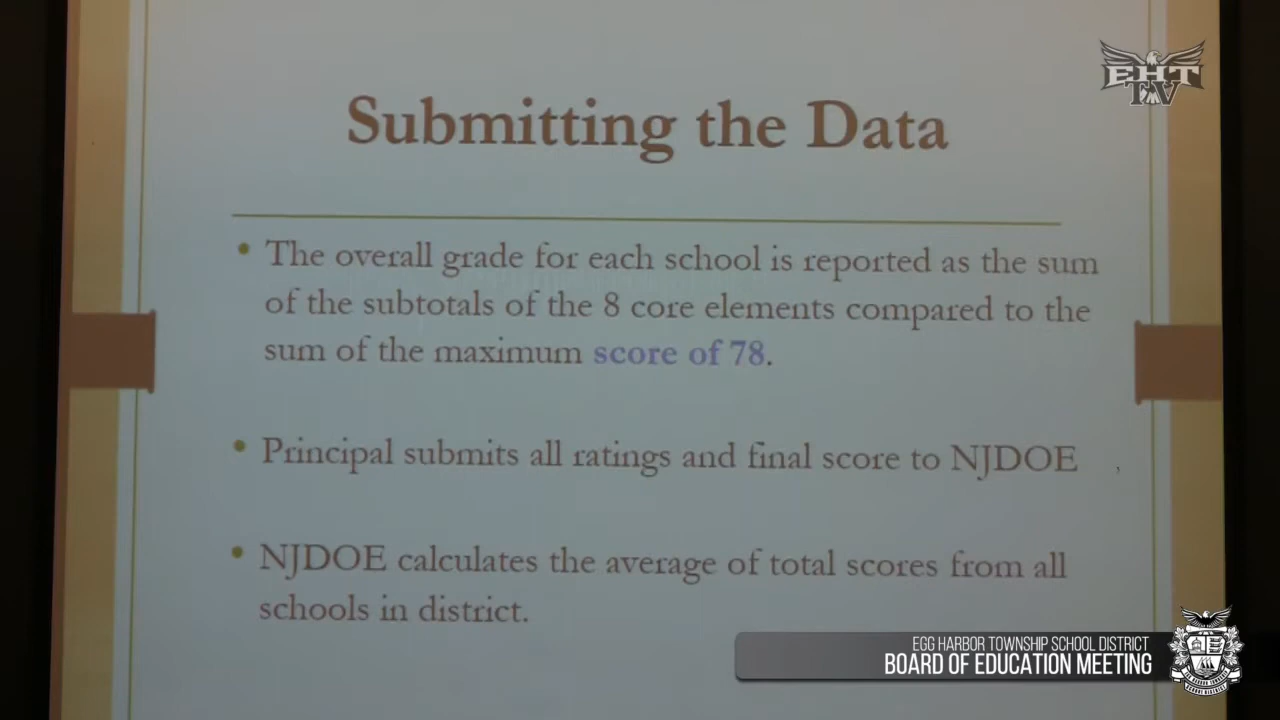 EHT
TV
Submitting the Data
• The overall grade for each school is reported as the sum
of the subtotals of the 8 core elements compared to the
sum of the maximum score of 78.
• Principal submits all ratings and final score to NJDOE
• NJDOE calculates the average of total scores from all
schools in district.
EGG HARBOR TOWNSHIP SCHOOL DISTRICT
BOARD OF EDUCATION MEETING